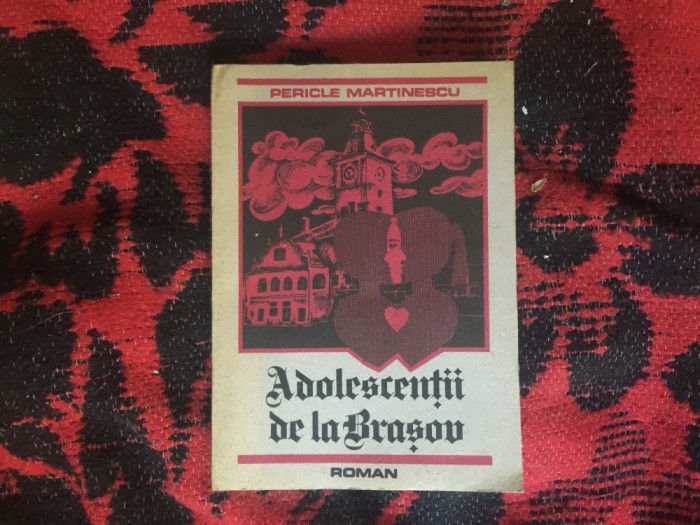 PERICLE MARTINESCU
Adolescenții
de la Brașov
ROMAN